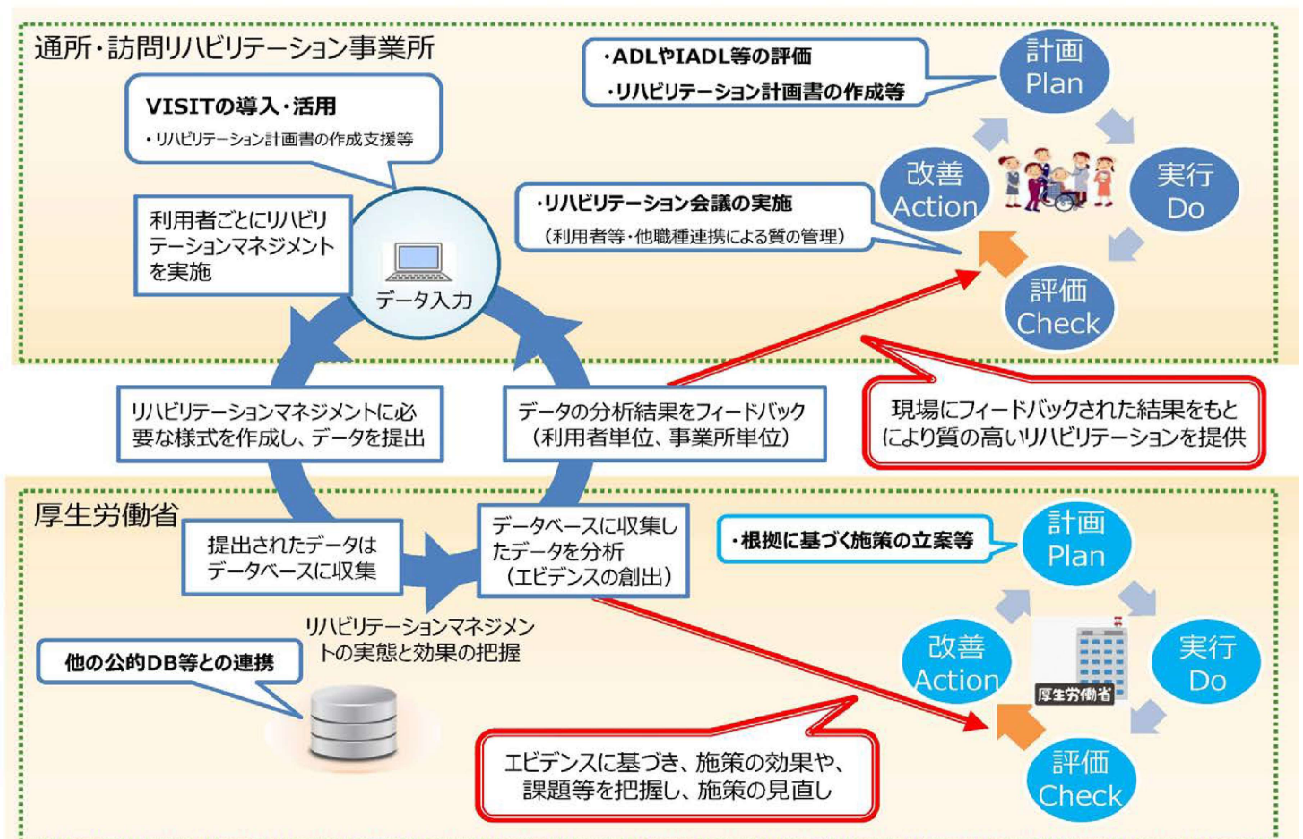 通所・訪問リハビリテーション事業所
VISITの導入・活用
・リハビリテーション計画書の作成支援等
・ADLやIADL等の評価
・リハビリテーション計画書の作成等
計画
Plan
実行
Do
評価
Check
改善
Action
・リハビリテーション会議の実施
（利用者等・他職種連携による質の管理）
利用者ごとにリハビリ
テーションマネジメント
を実施
データ入力
リハビリテーションマネジメントに必
要な様式を作成し、データを提出
データの分析結果をフィードバック
（利用者単位、事業所単位）
現場にフィードバックされた結果をもと
により質の高いリハビリテーションを提供
厚生労働省
提出されたデータは
データベースに収集
データベースに収集し
たデータを分析
（エビデンスの創出）
リハビリテーションマネジメン
トの実態と効果の把握
他の公的DB等との連携
・根拠に基づく施策の立案等
計画
Plan
実行
Do
評価
Check
改善
Action
厚生労働省
エビデンスに基づき、施策の効果や、
課題等を把握し、施策の見直し